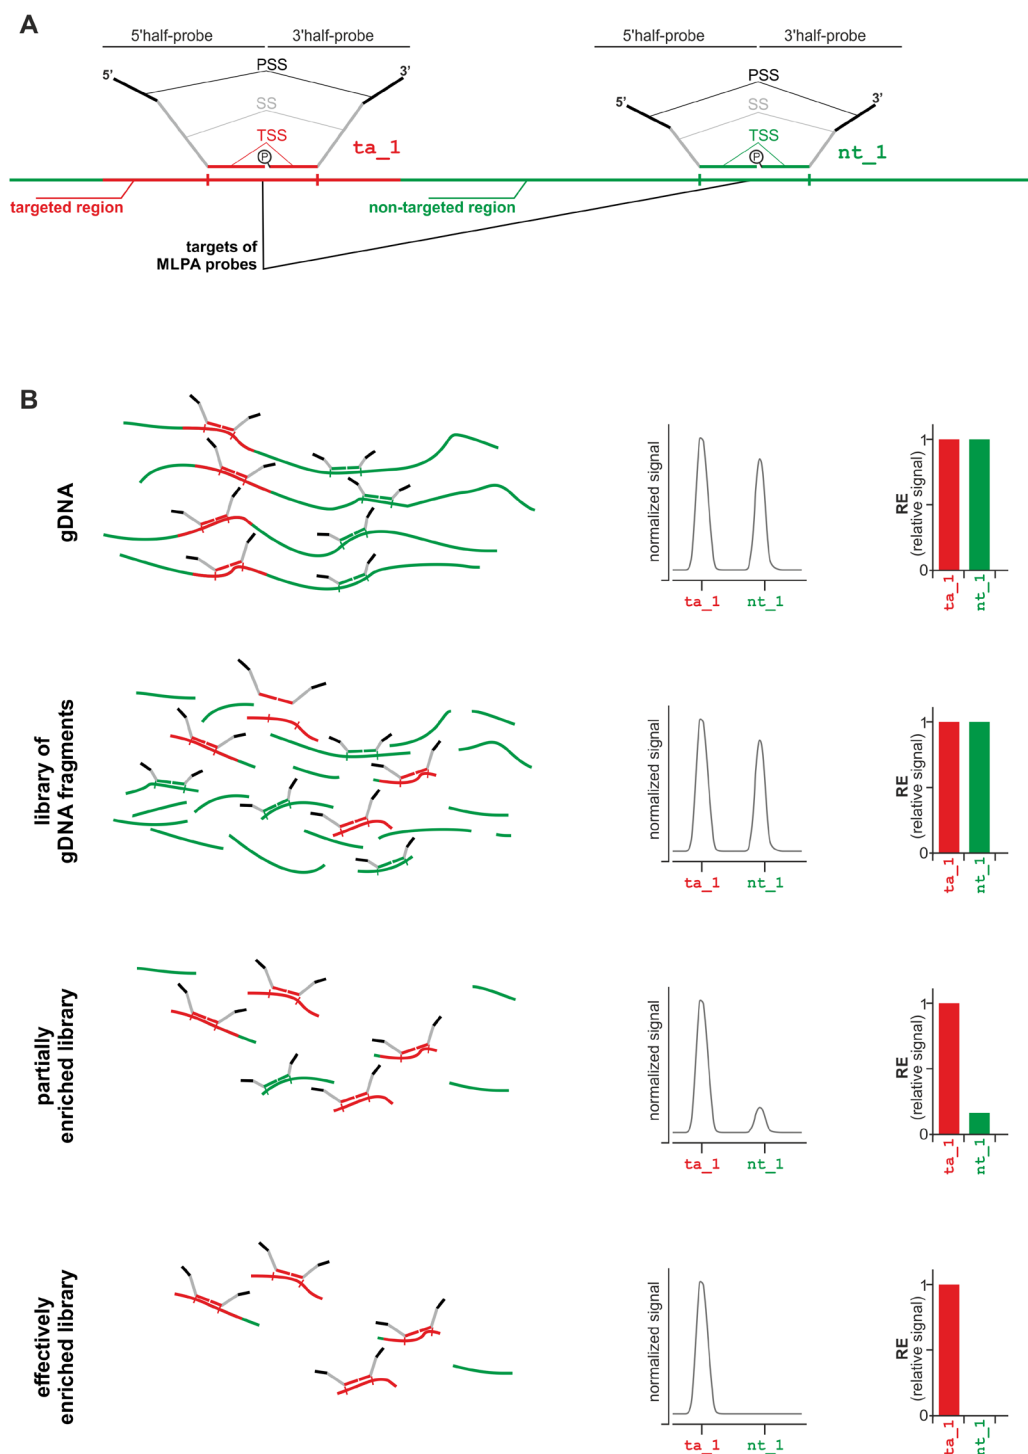 A
5'half-probe
3'half-probe
5'half-probe
3'half-probe
5'
PSS
3'
SS
TSS
P
ta_1
5'
PSS
3'
SS
TSS
P
nt_1
targeted region
non-targeted region
targets of
MLPA probes
B
gDNA
normalized signal
ta_1
nt_1
RE
(relative signal)
1
0
ta_1
nt_1
library of
gDNA fragments
normalized signal
ta_1
nt_1
RE
(relative signal)
1
0
ta_1
nt_1
partially
enriched library
normalized signal
ta_1
nt_1
RE
(relative signal)
1
0
ta_1
nt_1
effectively
enriched library
normalized signal
ta_1
nt_1
RE
(relative signal)
1
0
ta_1
nt_1